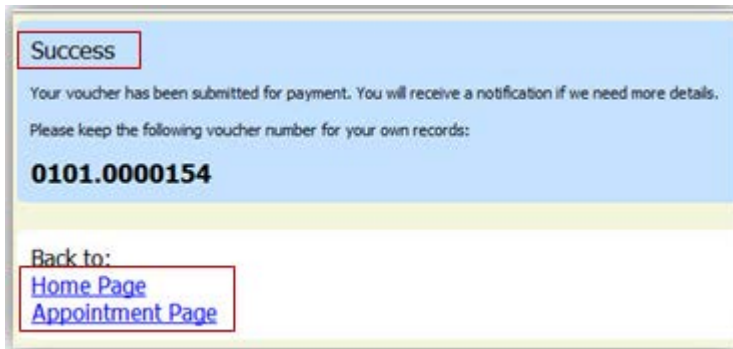 Success
Your voucher has been submitted for payment. You will receive a notification if we need more details.
Please keep the following voucher number for your own records:
0101.0000154
Back to:
Home Page
Appointment Page